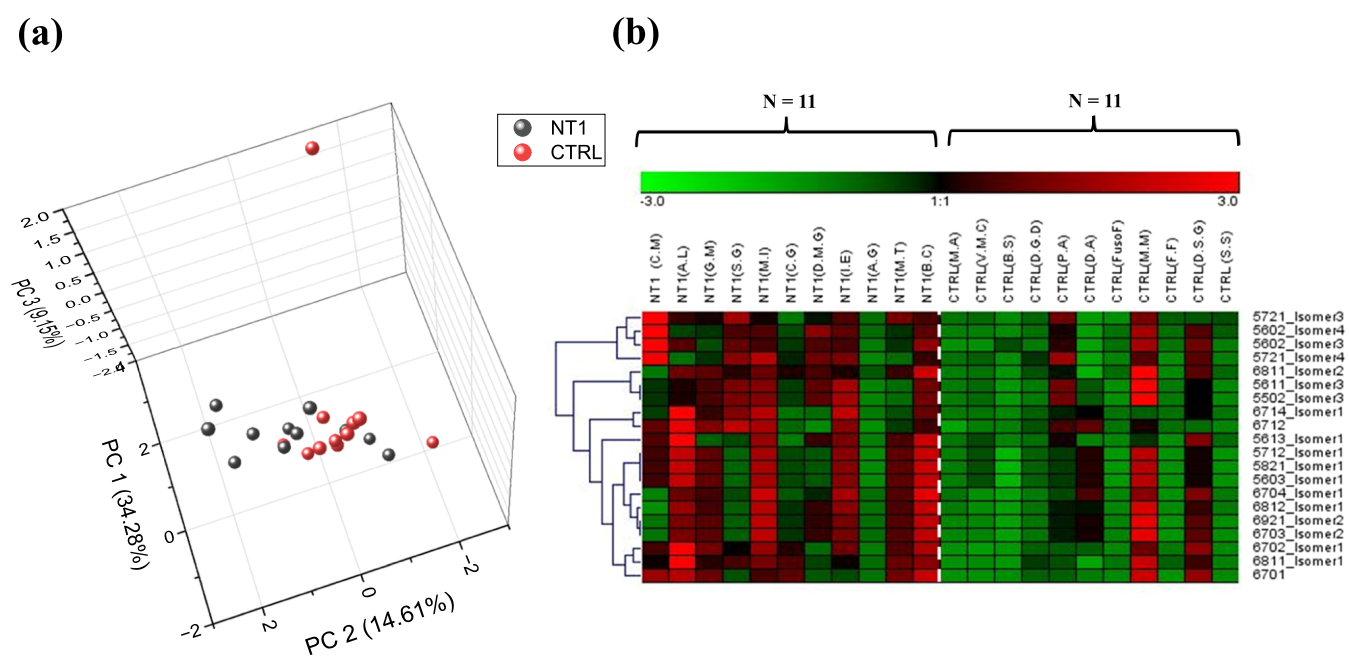 (a)
2.0
1.5
1.0
0.5
0.0
−0.5
−1.0
−1.5
PC 3 (9.15%)
2
0
−2
PC 1 (34.28%)
2
0
−2
PC 2 (14.61%)
NT1
CTRL
(b)
N = 11
N = 11
-3.0
1:1
3.0
NT1 (C.M)
NT1(A.L)
NT1(G.M)
NT1(S.G)
NT1(M.I)
NT1(C.G)
NT1(D.M.G)
NT1(I.E)
NT1(A.G)
NT1(M.T)
NT1(B.C)
CTRL(M.A)
CTRL(V.M.C)
CTRL(B.S)
CTRL(D.G.D)
CTRL(P.A)
CTRL(D.A)
CTRL(FusoF)
CTRL(M.M)
CTRL(F.F)
CTRL(D.S.G)
CTRL (S.S)
5721_Isomer3
5602_Isomer4
5602_Isomer3
5721_Isomer4
6811_Isomer2
5611_Isomer3
5502_Isomer3
6714_Isomer1
6712
5613_Isomer1
5712_Isomer1
5821_Isomer1
5603_Isomer1
6704_Isomer1
6812_Isomer1
6921_Isomer2
6703_Isomer2
6702_Isomer1
6811_Isomer1
6701